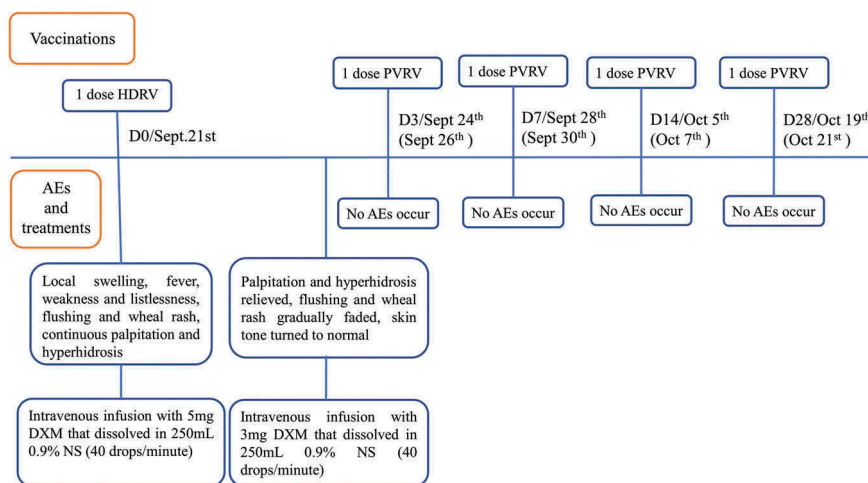 Vaccinations
1 dose HDRV
1 dose PVRV
1 dose PVRV
1 dose PVRV
1 dose PVRV
D0/Sept.21st
D3/Sept 24th
(Sept 26th )
D7/Sept 28th
(Sept 30th )
D14/Oct 5th
(Oct 7th )
D28/Oct 19th
(Oct 21st )
AEs
and
treatments
No AEs occur
No AEs occur
No AEs occur
No AEs occur
Local swelling, fever,
weakness and listlessness,
flushing and wheal rash,
continuous palpitation and
hyperhidrosis
Palpitation and hyperhidrosis
relieved, flushing and wheal
rash gradually faded, skin
tone turned to normal
Intravenous infusion with 5mg
DXM that dissolved in 250mL
0.9% NS (40 drops/minute)
Intravenous infusion with
3mg DXM that dissolved in
250mL 0.9% NS (40
drops/minute)